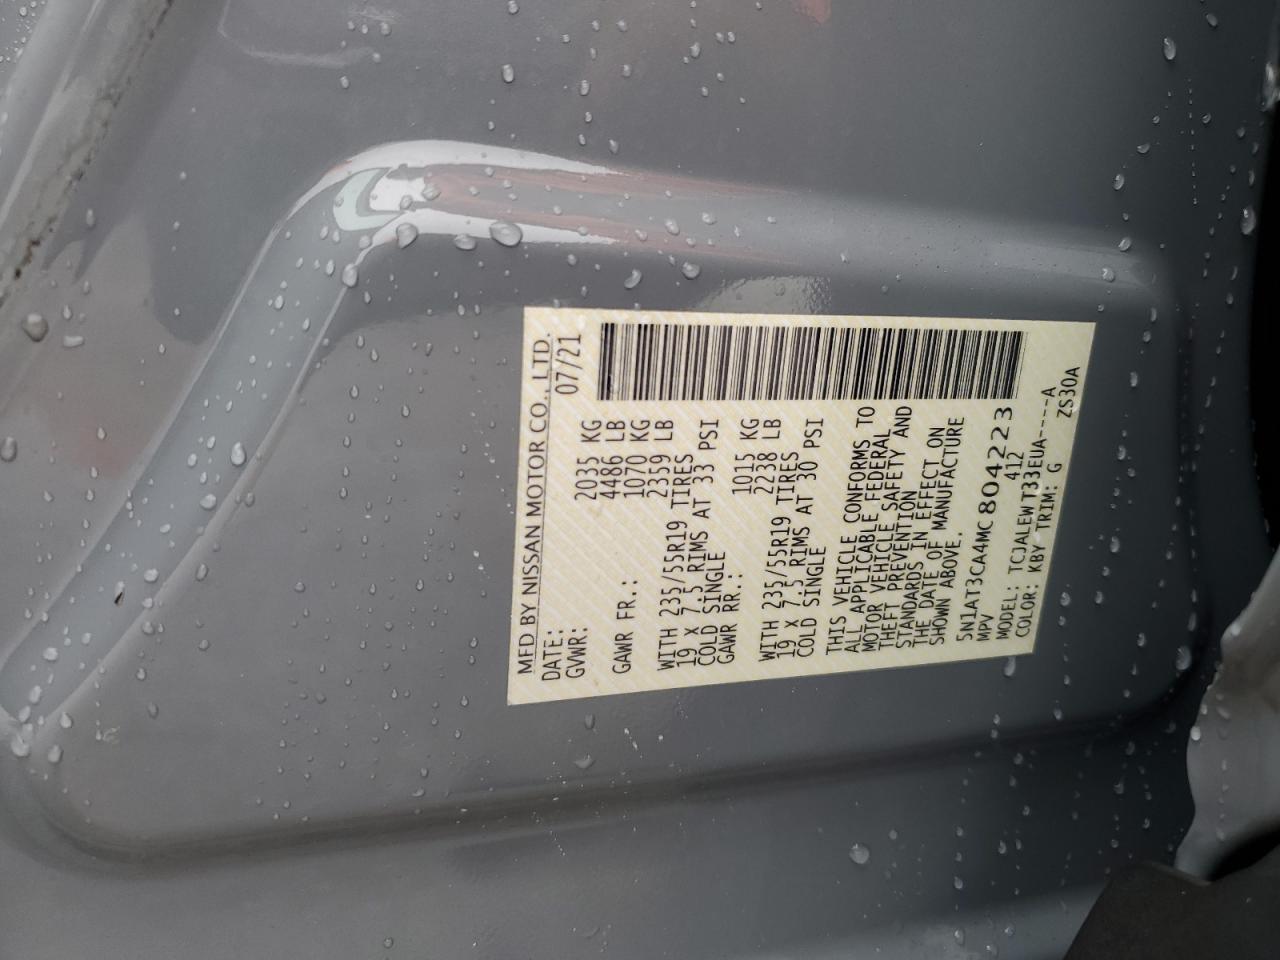 MFD BY NISSAN MOTOR CO., LTD.
DATE: 07/21
GVWR: 2035 KG
4486 LB
GAWR FR.: 1070 KG
2359 LB
WITH 235/55R19 TIRES
19 X 7.5 RIMS AT 33 PSI
COLD SINGLE
GAWR RR.: 1015 KG
2238 LB
WITH 235/55R19 TIRES
19 X 7.5 RIMS AT 30 PSI
COLD SINGLE
THIS VEHICLE CONFORMS TO
ALL APPLICABLE FEDERAL
MOTOR VEHICLE SAFETY AND
THEFT PREVENTION
STANDARDS IN EFFECT ON
THE DATE OF MANUFACTURE
SHOWN ABOVE.
5N1AT3CA4MC804223
MPV 412
MODEL: TCJALEWT33EUA-----A
COLOR: KBY TRIM: G ZS30A